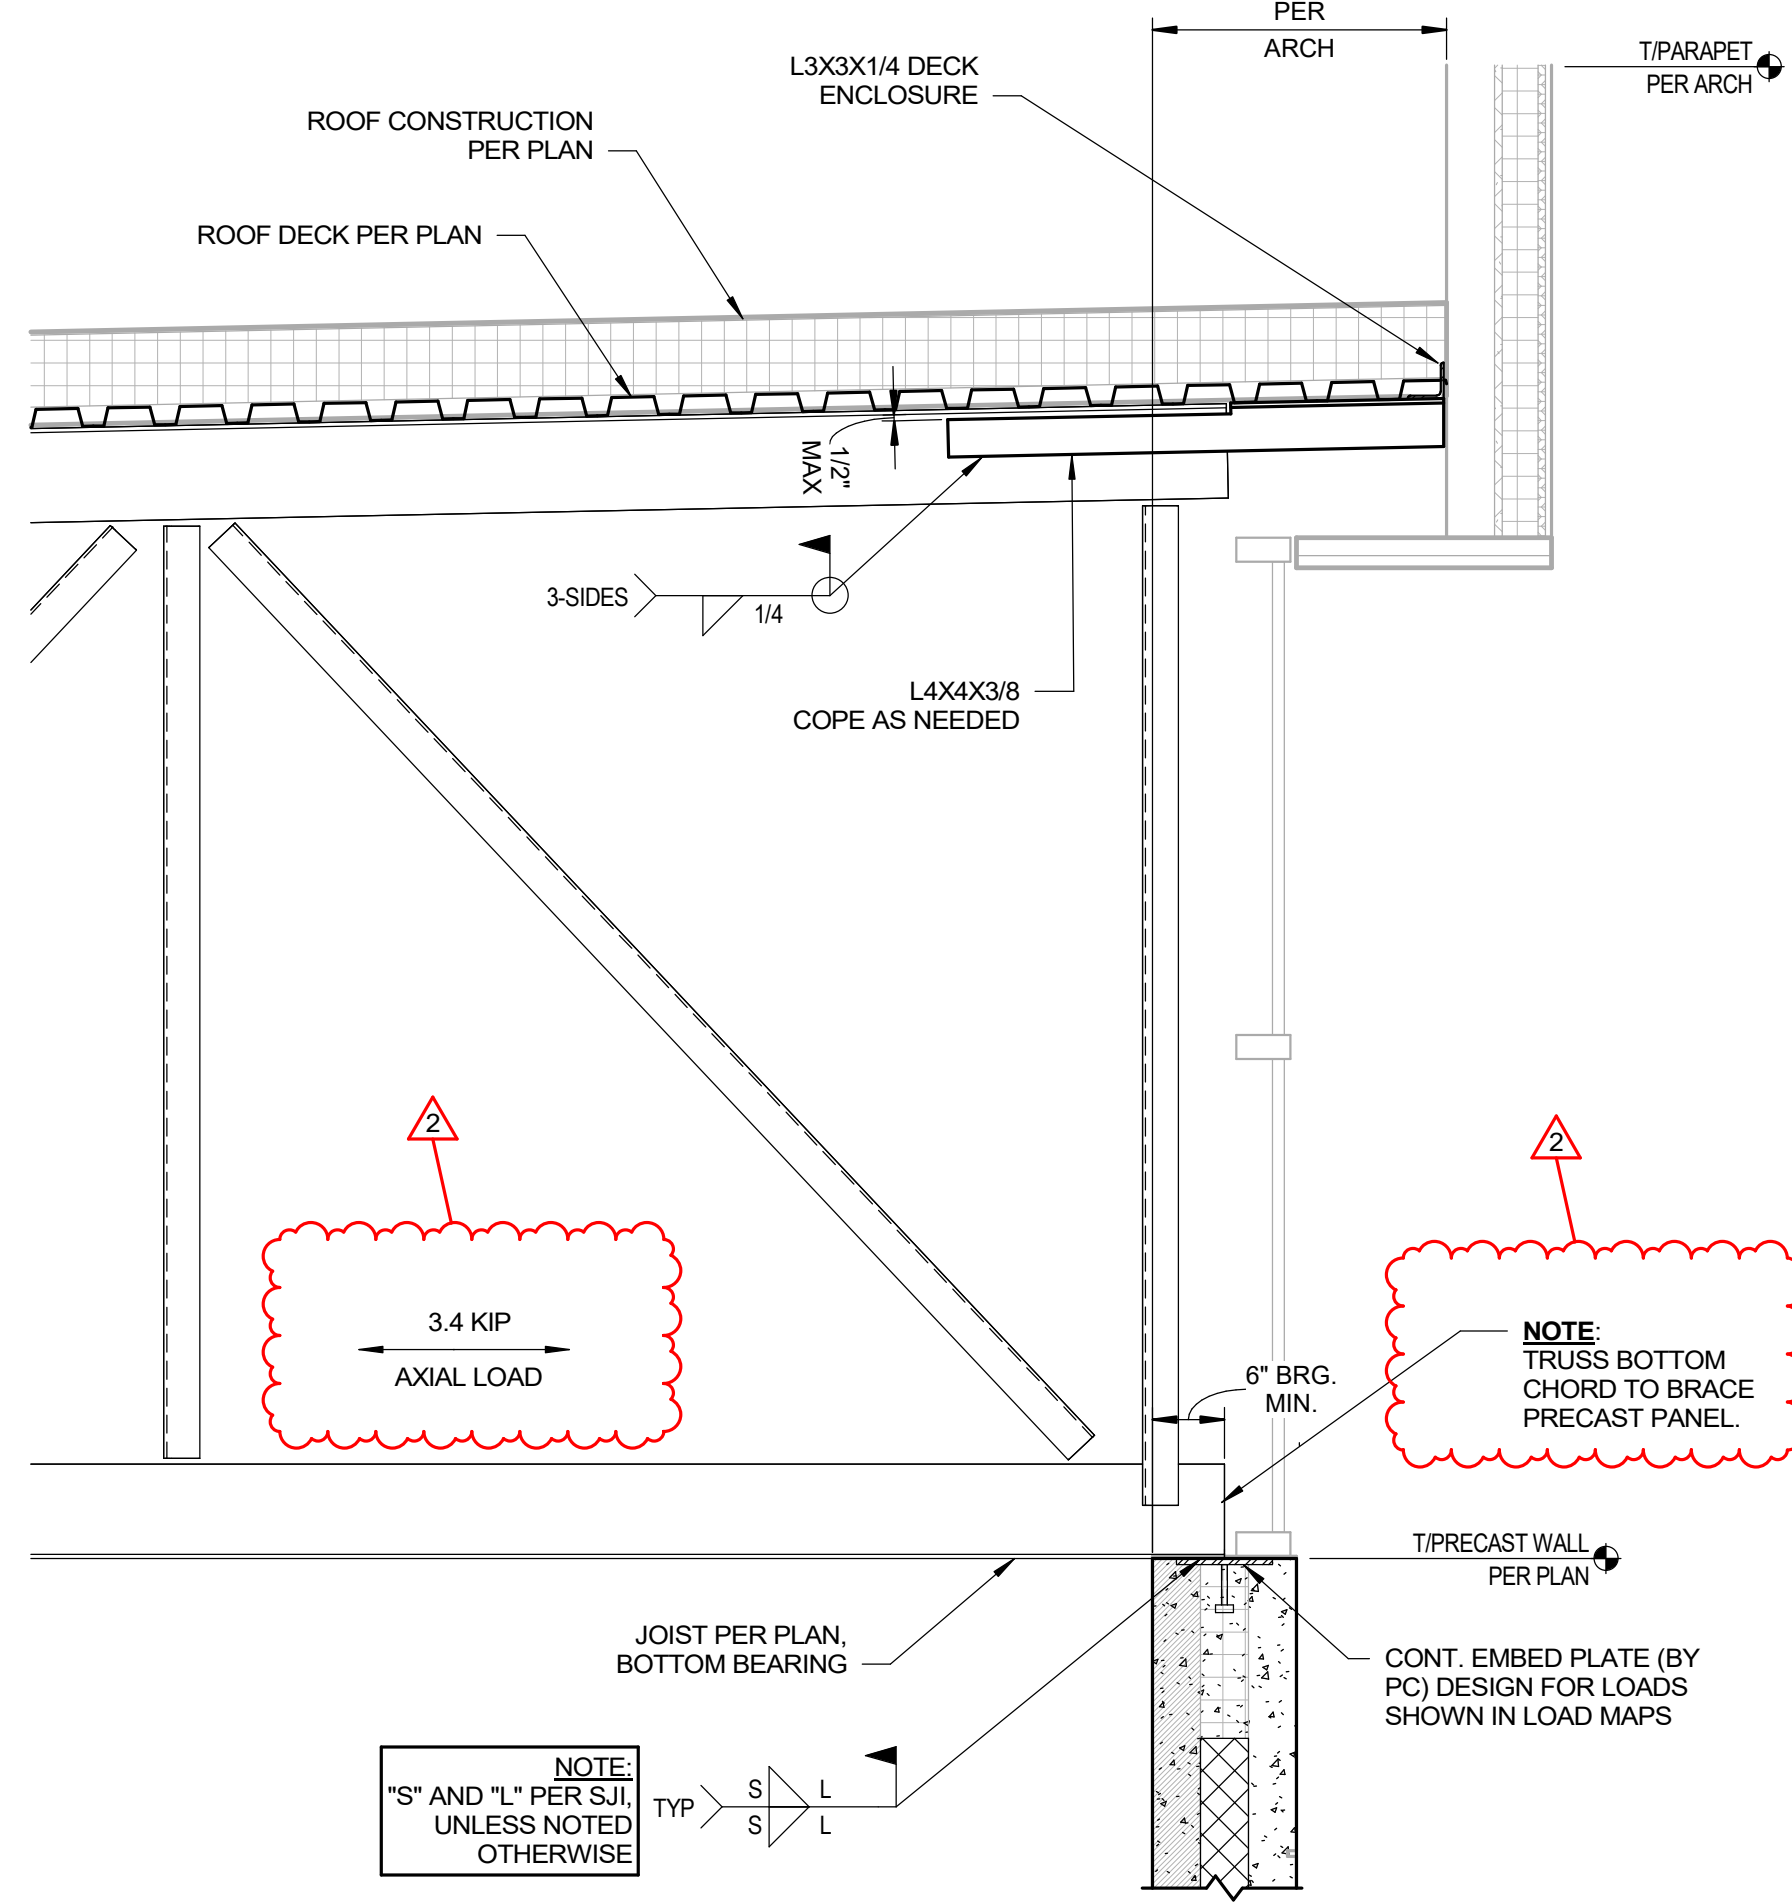 PER
ARCH
T/PARAPET
PER ARCH
L3X3X1/4 DECK
ENCLOSURE
ROOF CONSTRUCTION
PER PLAN
ROOF DECK PER PLAN
1/2"
MAX
3-SIDES
1/4
L4X4X3/8
COPE AS NEEDED
2
2
3.4 KIP
AXIAL LOAD
NOTE:
TRUSS BOTTOM
CHORD TO BRACE
PRECAST PANEL.
6" BRG.
MIN.
T/PRECAST WALL
PER PLAN
JOIST PER PLAN,
BOTTOM BEARING
CONT. EMBED PLATE (BY
PC) DESIGN FOR LOADS
SHOWN IN LOAD MAPS
NOTE:
"S" AND "L" PER SJI,
UNLESS NOTED
OTHERWISE
TYP
S L
S L